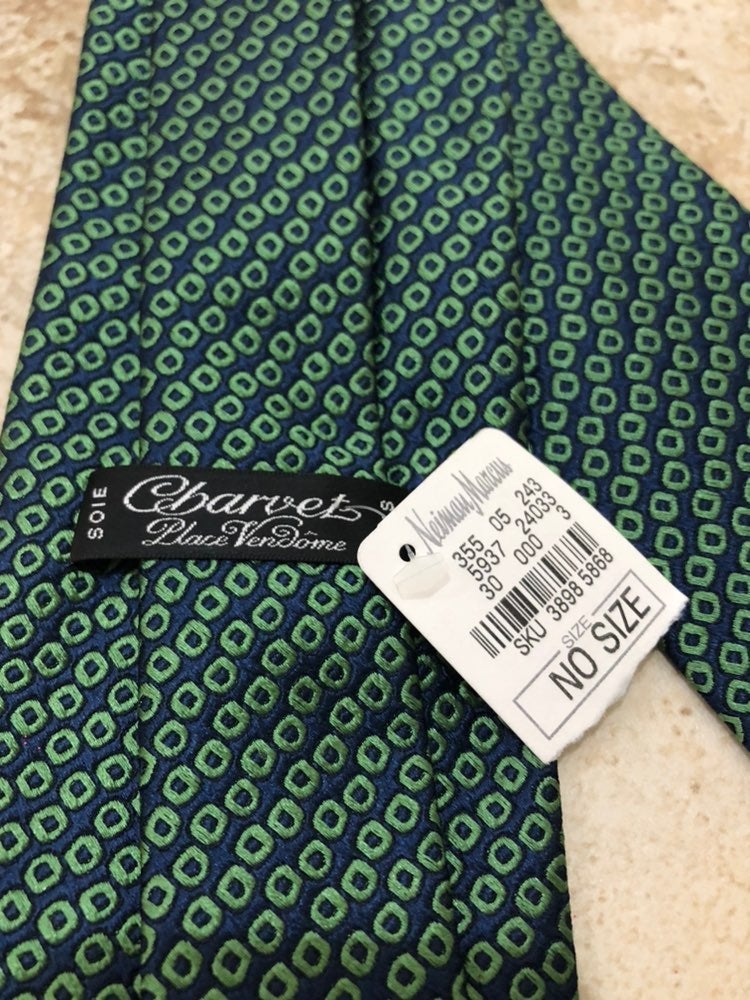 SOIE
Charvet
Place Vendôme
S
Neiman Marcus
355 05 243
5937 24033
30 000 3
SKU 3898 5868
SIZE
NO SIZE